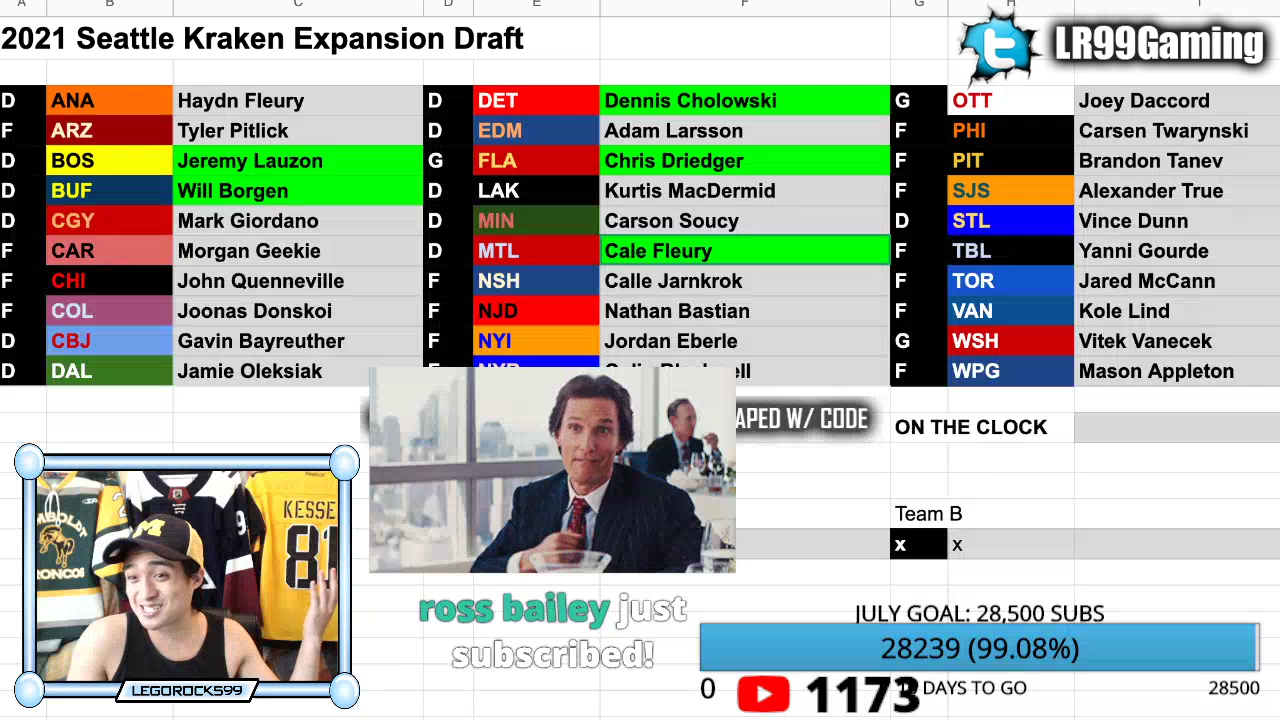 A B C D E F G H I
2021 Seattle Kraken Expansion Draft
LR99Gaming
D ANA Haydn Fleury D DET Dennis Cholowski G OTT Joey Daccord
F ARZ Tyler Pitlick D EDM Adam Larsson F PHI Carsen Twarynski
D BOS Jeremy Lauzon G FLA Chris Driedger F PIT Brandon Tanev
D BUF Will Borgen D LAK Kurtis MacDermid F SJS Alexander True
D CGY Mark Giordano D MIN Carson Soucy D STL Vince Dunn
F CAR Morgan Geekie D MTL Cale Fleury F TBL Yanni Gourde
F CHI John Quenneville F NSH Calle Jarnkrok F TOR Jared McCann
F COL Joonas Donskoi F NJD Nathan Bastian F VAN Kole Lind
D CBJ Gavin Bayreuther F NYI Jordan Eberle G WSH Vitek Vanecek
D DAL Jamie Oleksiak F WPG Mason Appleton
W/ CODE
ON THE CLOCK
Team B
x x
M
KESSE
81
ross bailey just
subscribed!
JULY GOAL: 28,500 SUBS
28239 (99.08%)
0 1173 DAYS TO GO 28500
LEGOROCK599